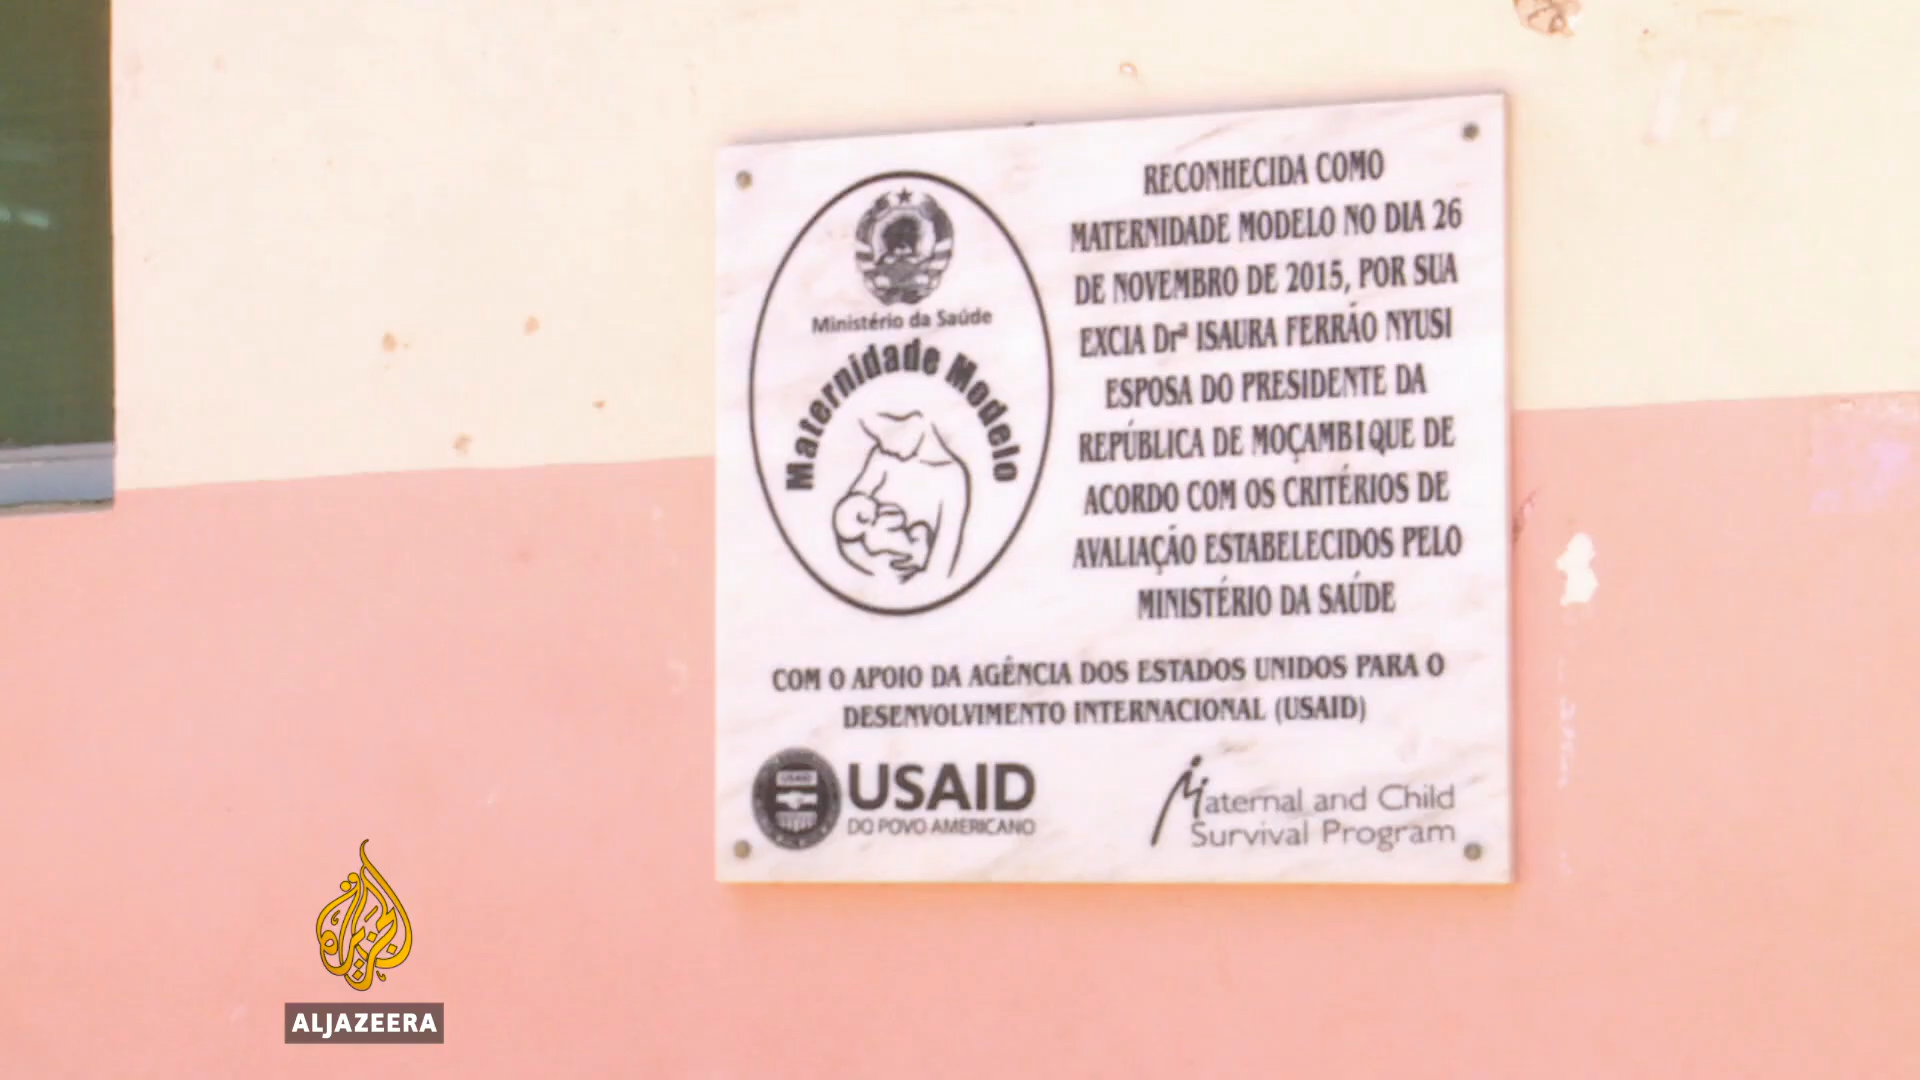 Ministério da Saúde
Maternidade Modelo
RECONHECIDA COMO
MATERNIDADE MODELO NO DIA 26
DE NOVEMBRO DE 2015, POR SUA
EXCIA Drª ISAURA FERRÃO NYUSI
ESPOSA DO PRESIDENTE DA
REPÚBLICA DE MOÇAMBIQUE DE
ACORDO COM OS CRITÉRIOS DE
AVALIAÇÃO ESTABELECIDOS PELO
MINISTÉRIO DA SAÚDE
COM O APOIO DA AGÊNCIA DOS ESTADOS UNIDOS PARA O
DESENVOLVIMENTO INTERNACIONAL (USAID)
USAID
USAID
DO POVO AMERICANO
Maternal and Child
Survival Program
الجزيرة
ALJAZEERA